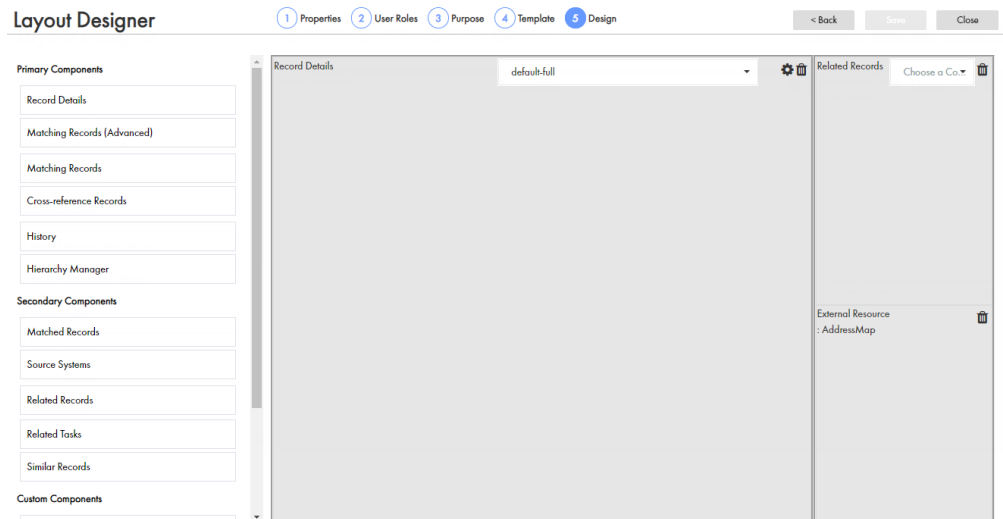 Layout Designer
1 Properties 2 User Roles 3 Purpose 4 Template 5 Design
< Back Save Close
Primary Components
Record Details
Matching Records (Advanced)
Matching Records
Cross-reference Records
History
Hierarchy Manager
Secondary Components
Matched Records
Source Systems
Related Records
Related Tasks
Similar Records
Custom Components
Record Details
default-full
Related Records
Choose a Co...
External Resource
: AddressMap